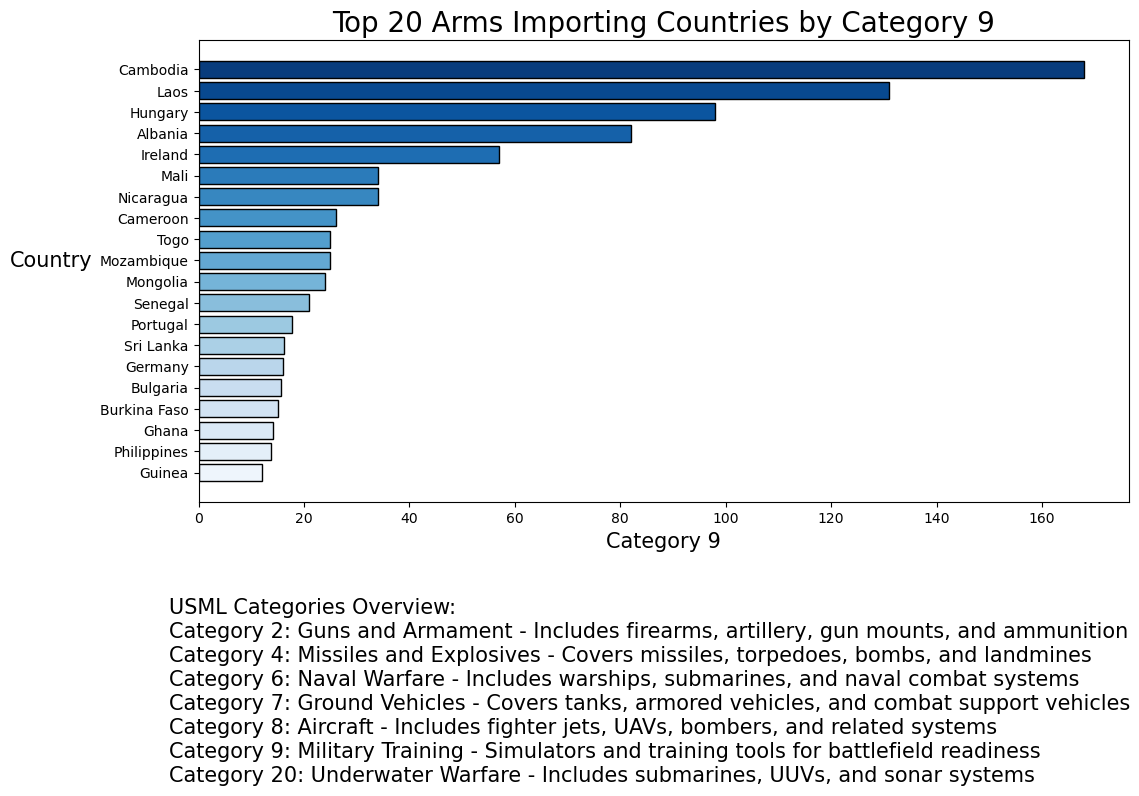 Top 20 Arms Importing Countries by Category 9
Cambodia
Laos
Hungary
Albania
Ireland
Mali
Nicaragua
Cameroon
Togo
Country
Mozambique
Mongolia
Senegal
Portugal
Sri Lanka
Germany
Bulgaria
Burkina Faso
Ghana
Philippines
Guinea
0 20 40 60 80 100 120 140 160
Category 9
USML Categories Overview:
Category 2: Guns and Armament - Includes firearms, artillery, gun mounts, and ammunition
Category 4: Missiles and Explosives - Covers missiles, torpedoes, bombs, and landmines
Category 6: Naval Warfare - Includes warships, submarines, and naval combat systems
Category 7: Ground Vehicles - Covers tanks, armored vehicles, and combat support vehicles
Category 8: Aircraft - Includes fighter jets, UAVs, bombers, and related systems
Category 9: Military Training - Simulators and training tools for battlefield readiness
Category 20: Underwater Warfare - Includes submarines, UUVs, and sonar systems